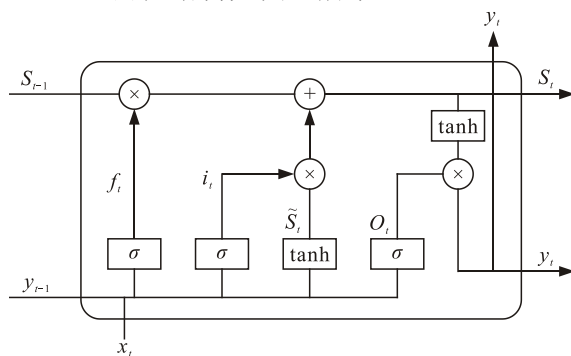 y_t
S_{t-1}
S_t
×
+
tanh
f_t
i_t
×
×
S̃_t
O_t
σ
σ
tanh
σ
y_{t-1}
y_t
x_t